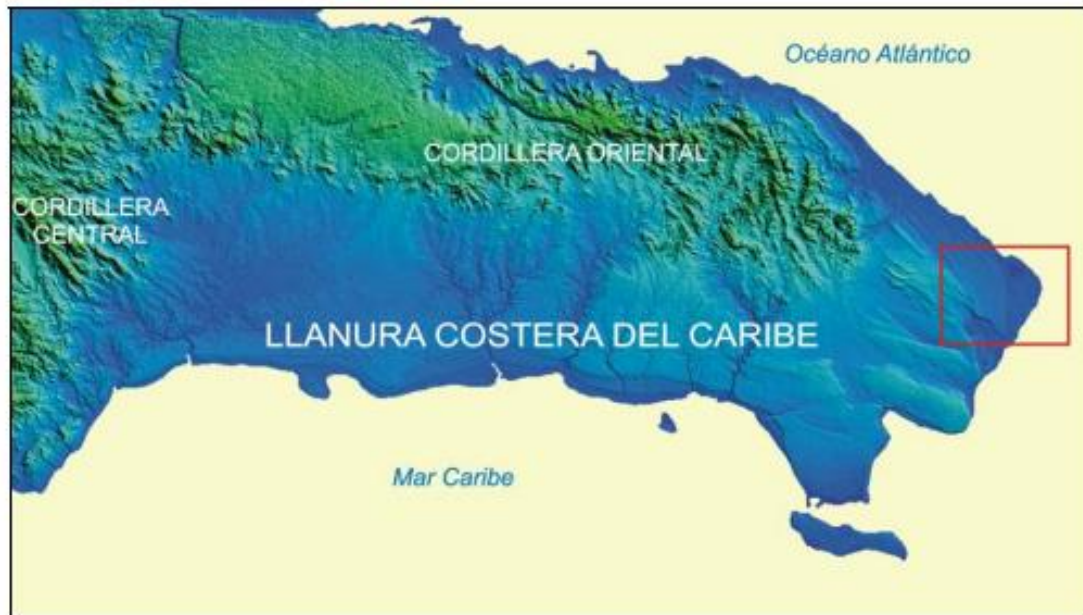 Océano Atlántico
CORDILLERA ORIENTAL
CORDILLERA
CENTRAL
LLANURA COSTERA DEL CARIBE
Mar Caribe